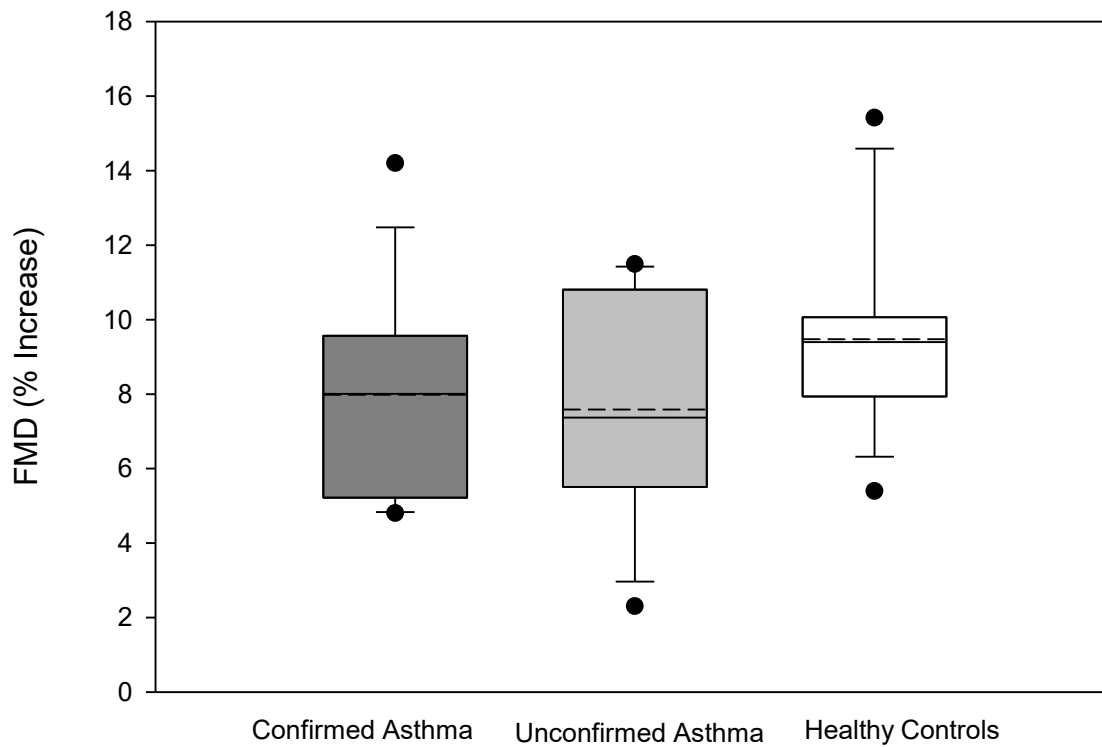 FMD (% Increase)
18
16
14
12
10
8
6
4
2
0
Confirmed Asthma
Unconfirmed Asthma
Healthy Controls